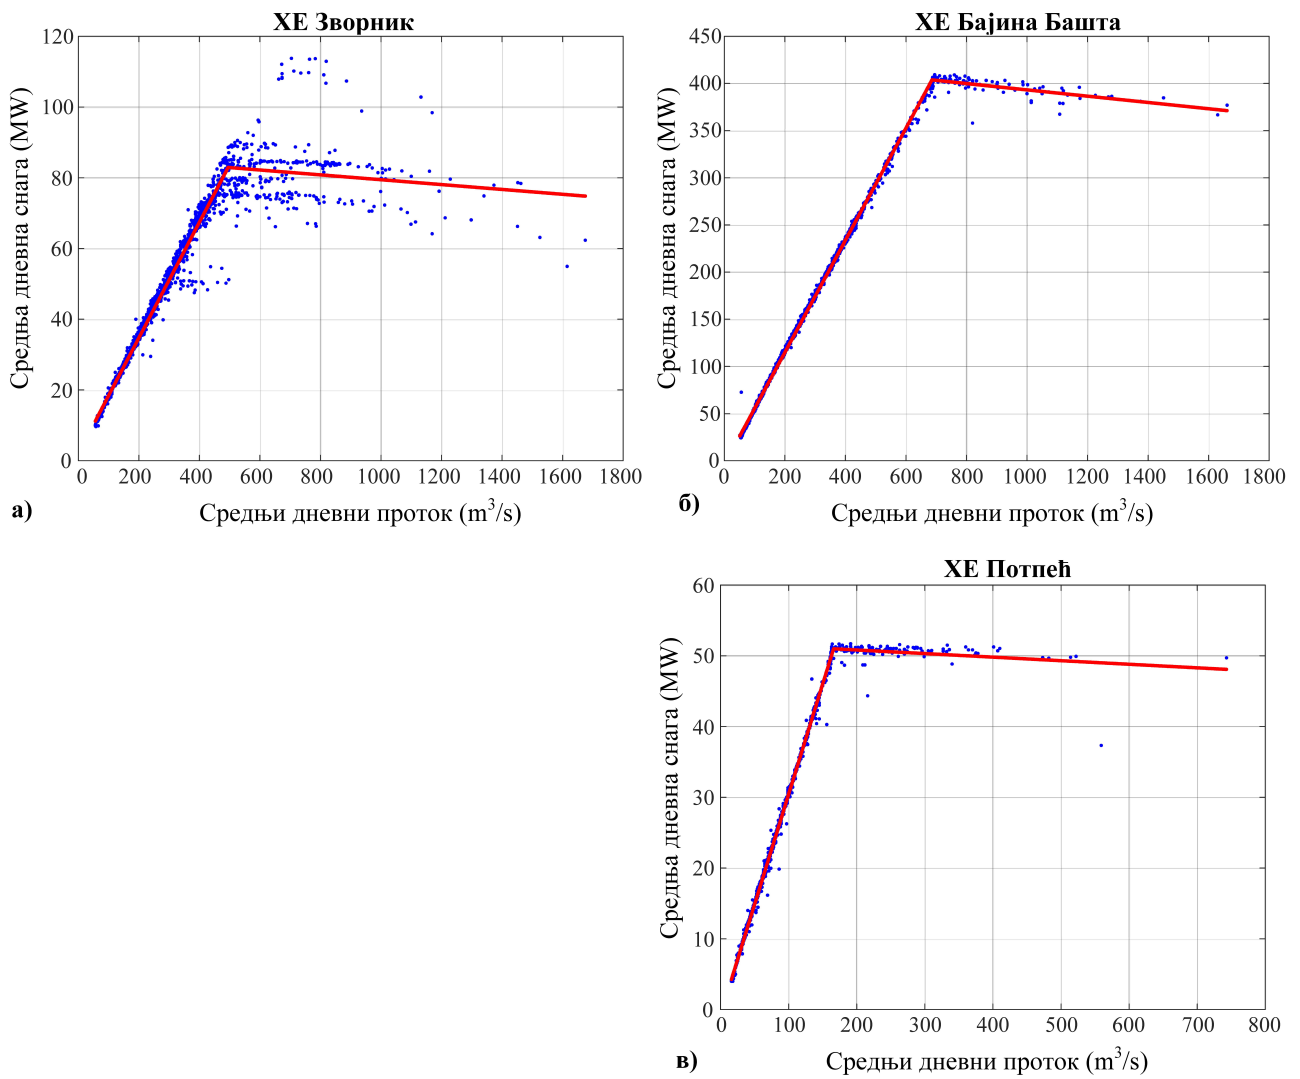 ХЕ Зворник
120
100
80
60
40
20
0
0 200 400 600 800 1000 1200 1400 1600 1800
Средња дневна снага (MW)
Средњи дневни проток (m³/s)
а)
ХЕ Бајина Башта
450
400
350
300
250
200
150
100
50
0
0 200 400 600 800 1000 1200 1400 1600 1800
Средња дневна снага (MW)
Средњи дневни проток (m³/s)
б)
ХЕ Потпећ
60
50
40
30
20
10
0
0 100 200 300 400 500 600 700 800
Средња дневна снага (MW)
Средњи дневни проток (m³/s)
в)